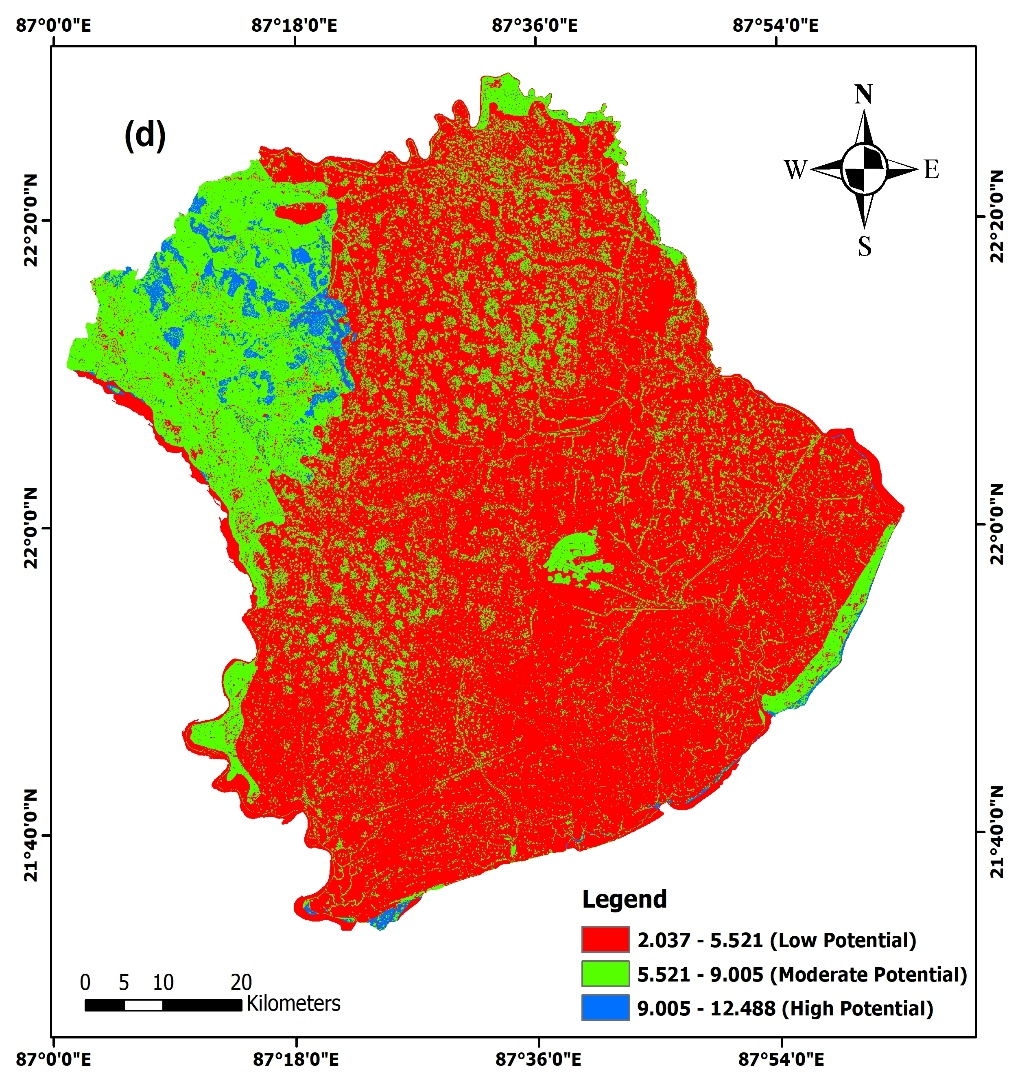 87°0'0"E 87°18'0"E 87°36'0"E 87°54'0"E
(d)
N
W E
S
22°20'0"N 22°20'0"N
22°0'0"N 22°0'0"N
21°40'0"N 21°40'0"N
Legend
2.037 - 5.521 (Low Potential)
5.521 - 9.005 (Moderate Potential)
9.005 - 12.488 (High Potential)
0 5 10 20
Kilometers
87°0'0"E 87°18'0"E 87°36'0"E 87°54'0"E